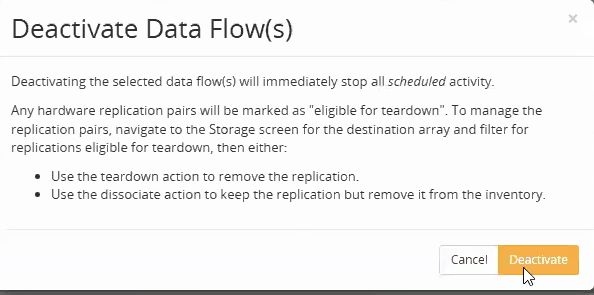 Deactivate Data Flow(s)
×
Deactivating the selected data flow(s) will immediately stop all scheduled activity.
Any hardware replication pairs will be marked as "eligible for teardown". To manage the
replication pairs, navigate to the Storage screen for the destination array and filter for
replications eligible for teardown, then either:
• Use the teardown action to remove the replication.
• Use the dissociate action to keep the replication but remove it from the inventory.
Cancel Deactivate